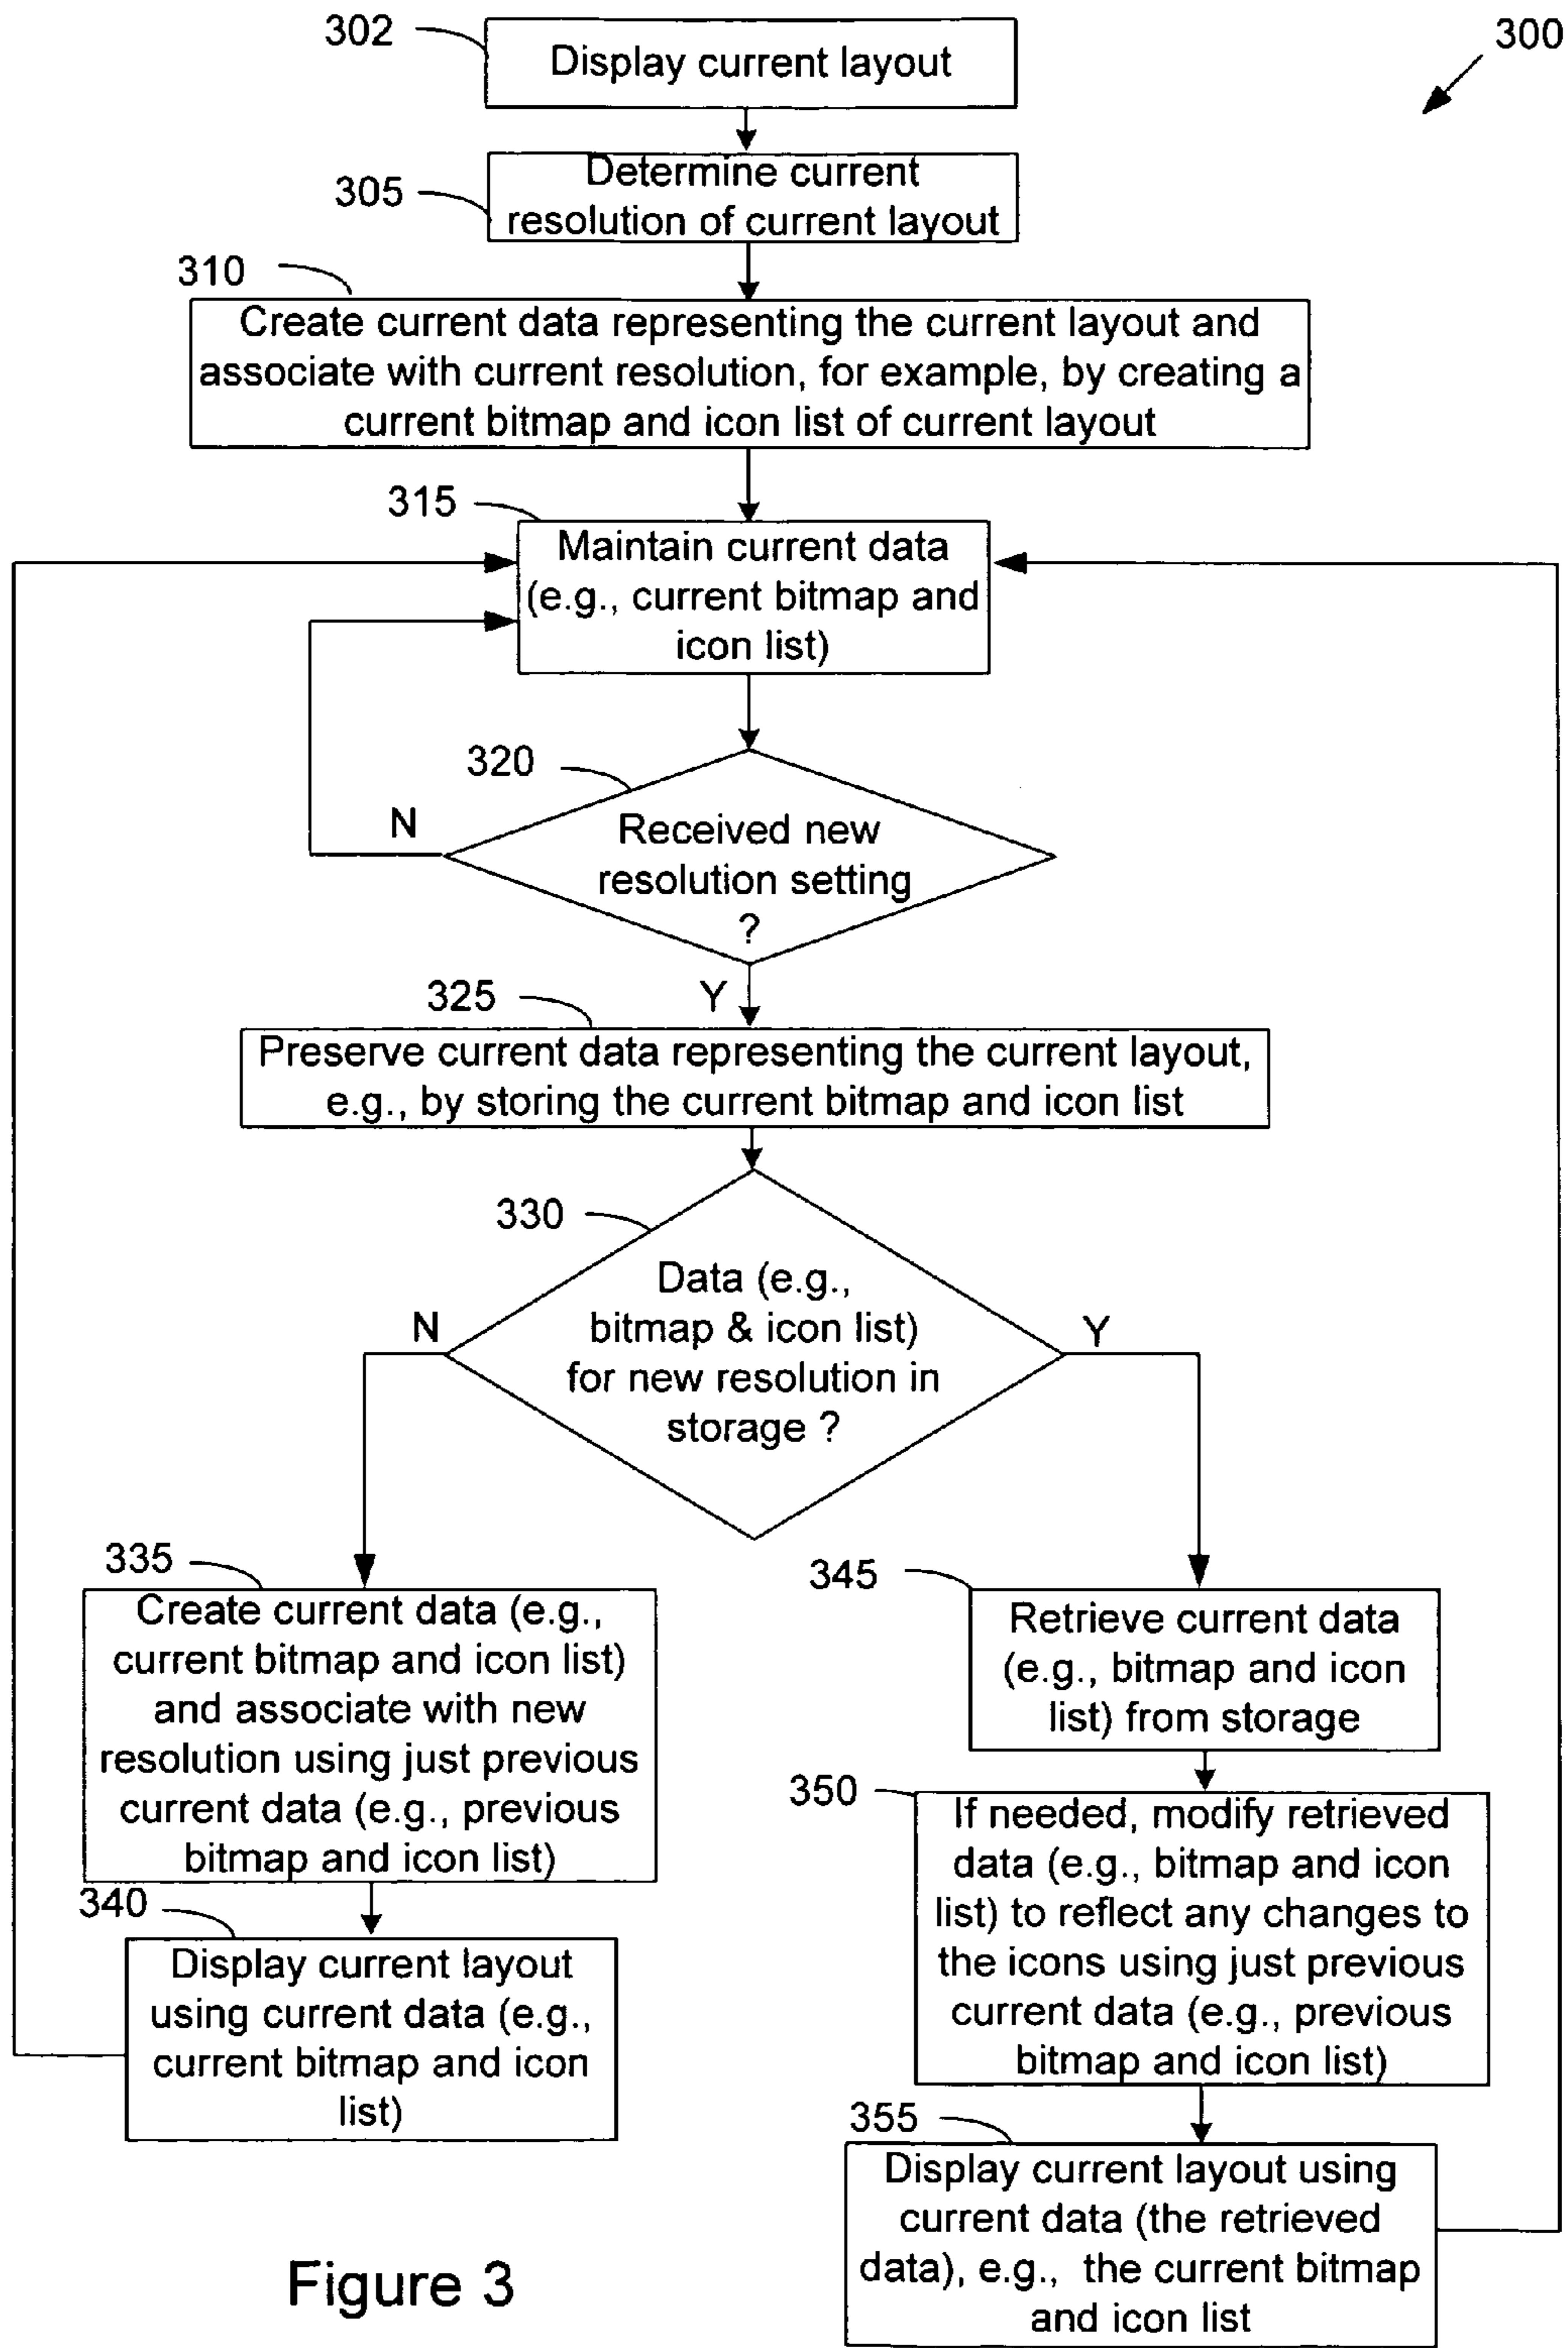 302
Display current layout
300
305
Determine current
resolution of current layout
310
Create current data representing the current layout and
associate with current resolution, for example, by creating a
current bitmap and icon list of current layout
315
Maintain current data
(e.g., current bitmap and
icon list)
320
N
Received new
resolution setting
?
Y
325
Preserve current data representing the current layout,
e.g., by storing the current bitmap and icon list
330
Data (e.g.,
bitmap & icon list)
for new resolution in
storage ?
N
Y
335
Create current data (e.g.,
current bitmap and icon list)
and associate with new
resolution using just previous
current data (e.g., previous
bitmap and icon list)
340
Display current layout
using current data (e.g.,
current bitmap and icon
list)
345
Retrieve current data
(e.g., bitmap and icon
list) from storage
350
If needed, modify retrieved
data (e.g., bitmap and icon
list) to reflect any changes to
the icons using just previous
current data (e.g., previous
bitmap and icon list)
355
Display current layout using
current data (the retrieved
data), e.g., the current bitmap
and icon list
Figure 3